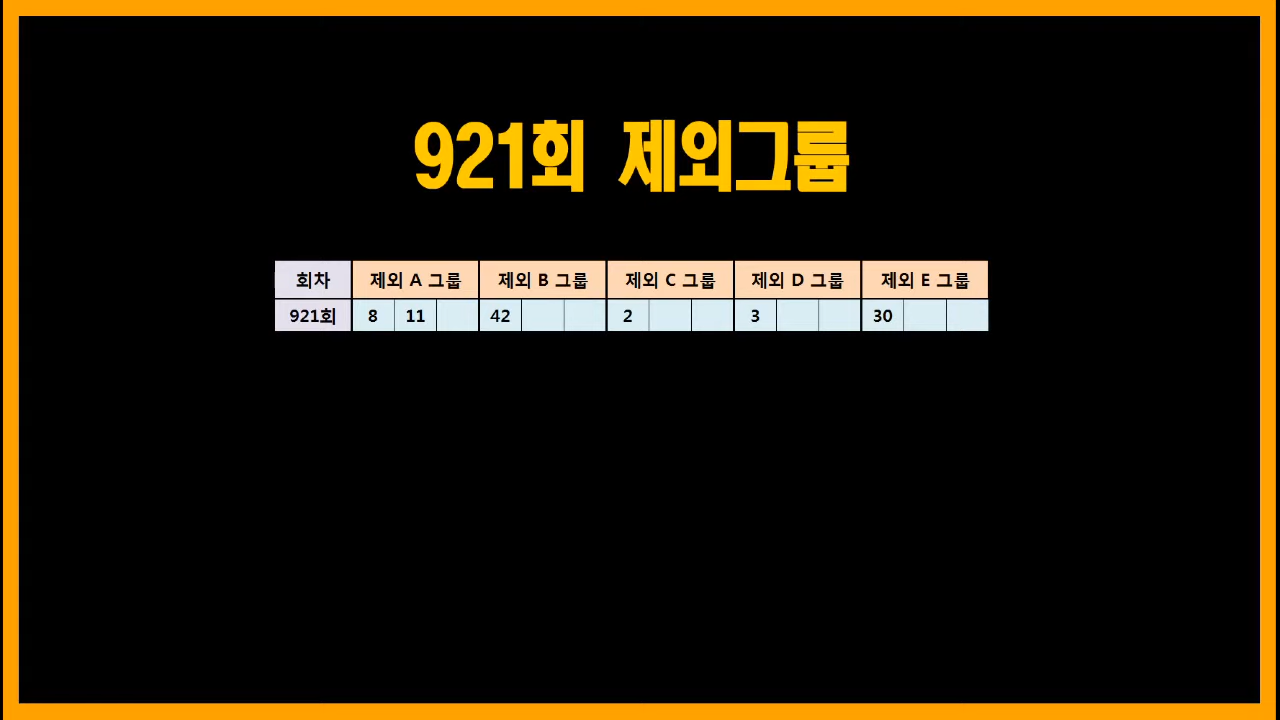 921회 제외그룹
회차 제외 A 그룹 제외 B 그룹 제외 C 그룹 제외 D 그룹 제외 E 그룹
921회 8 11 42 2 3 30